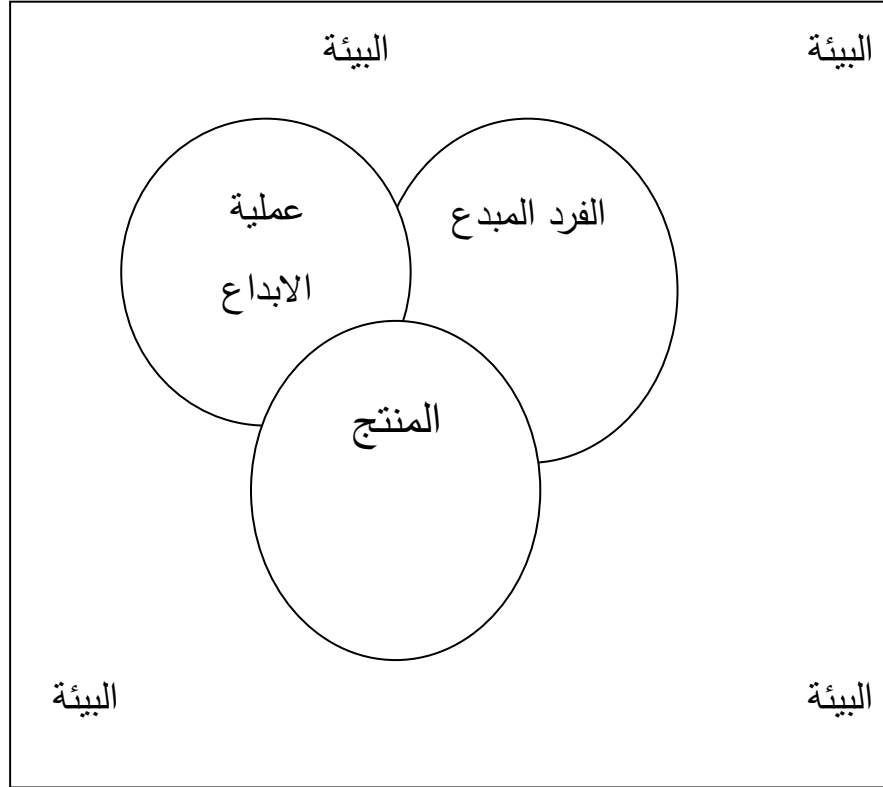 البيئة
البيئة
الفرد المبدع
عملية
الابداع
المنتج
البيئة
البيئة